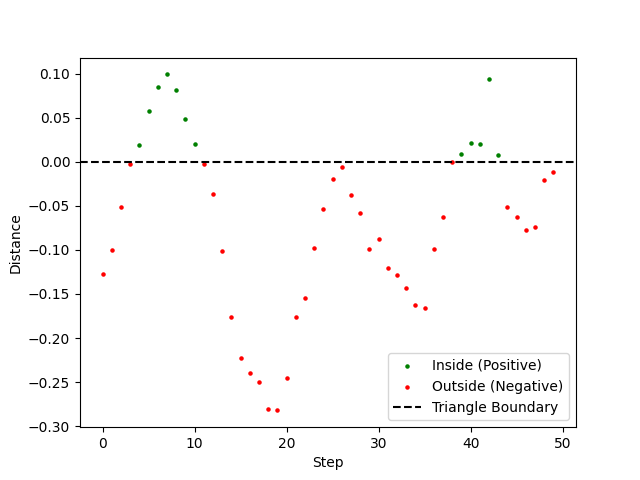 0.10
0.05
0.00
−0.05
−0.10
−0.15
−0.20
−0.25
−0.30
Distance
Inside (Positive)
Outside (Negative)
Triangle Boundary
0 10 20 30 40 50
Step